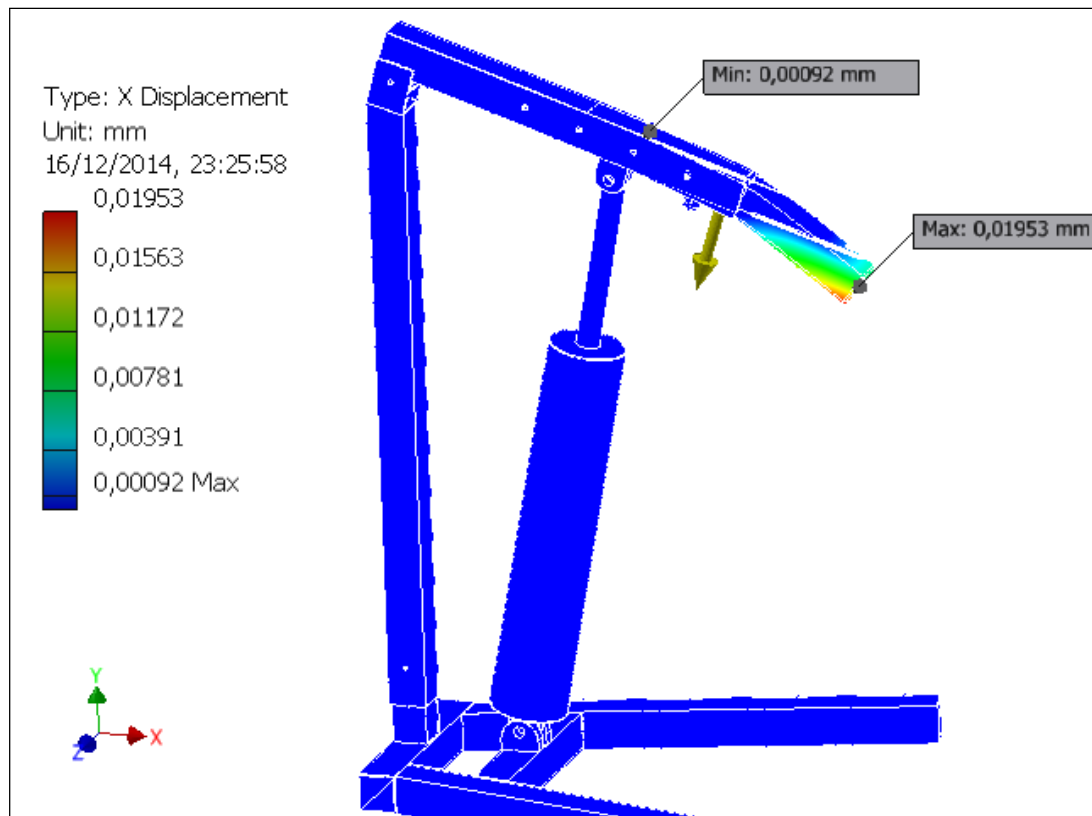 Type: X Displacement
Unit: mm
16/12/2014, 23:25:58
0,01953
0,01563
0,01172
0,00781
0,00391
0,00092 Max
Min: 0,00092 mm
Max: 0,01953 mm
Y
X
Z